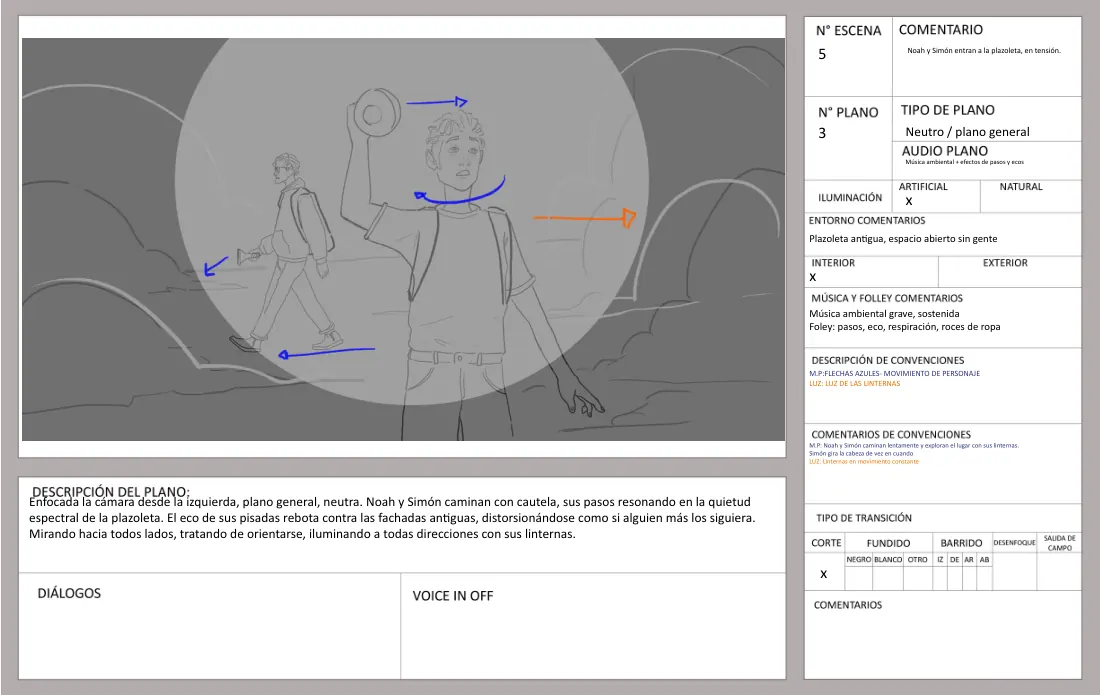 N° ESCENA
5
COMENTARIO
Noah y Simón entran a la plazoleta, en tensión.
N° PLANO
3
TIPO DE PLANO
Neutro / plano general
AUDIO PLANO
Música ambiental + efectos de pasos y ecos
ILUMINACIÓN
ARTIFICIAL
X
NATURAL
ENTORNO COMENTARIOS
Plazoleta antigua, espacio abierto sin gente
INTERIOR
X
EXTERIOR
MÚSICA Y FOLLEY COMENTARIOS
Música ambiental grave, sostenida
Foley: pasos, eco, respiración, roces de ropa
DESCRIPCIÓN DE CONVENCIONES
M.P:FLECHAS AZULES- MOVIMIENTO DE PERSONAJE
LUZ: LUZ DE LAS LINTERNAS
COMENTARIOS DE CONVENCIONES
M.P: Noah y Simón caminan lentamente y exploran el lugar con sus linternas.
Simón gira la cabeza de vez en cuando
LUZ: Linternas en movimiento constante
TIPO DE TRANSICIÓN
CORTE
FUNDIDO
BARRIDO
DESENFOQUE
SALIDA DE
CAMPO
NEGRO BLANCO OTRO IZ DE AR AB
X
COMENTARIOS
DESCRIPCIÓN DEL PLANO:
Enfocada la cámara desde la izquierda, plano general, neutra. Noah y Simón caminan con cautela, sus pasos resonando en la quietud
espectral de la plazoleta. El eco de sus pisadas rebota contra las fachadas antiguas, distorsionándose como si alguien más los siguiera.
Mirando hacia todos lados, tratando de orientarse, iluminando a todas direcciones con sus linternas.
DIÁLOGOS
VOICE IN OFF